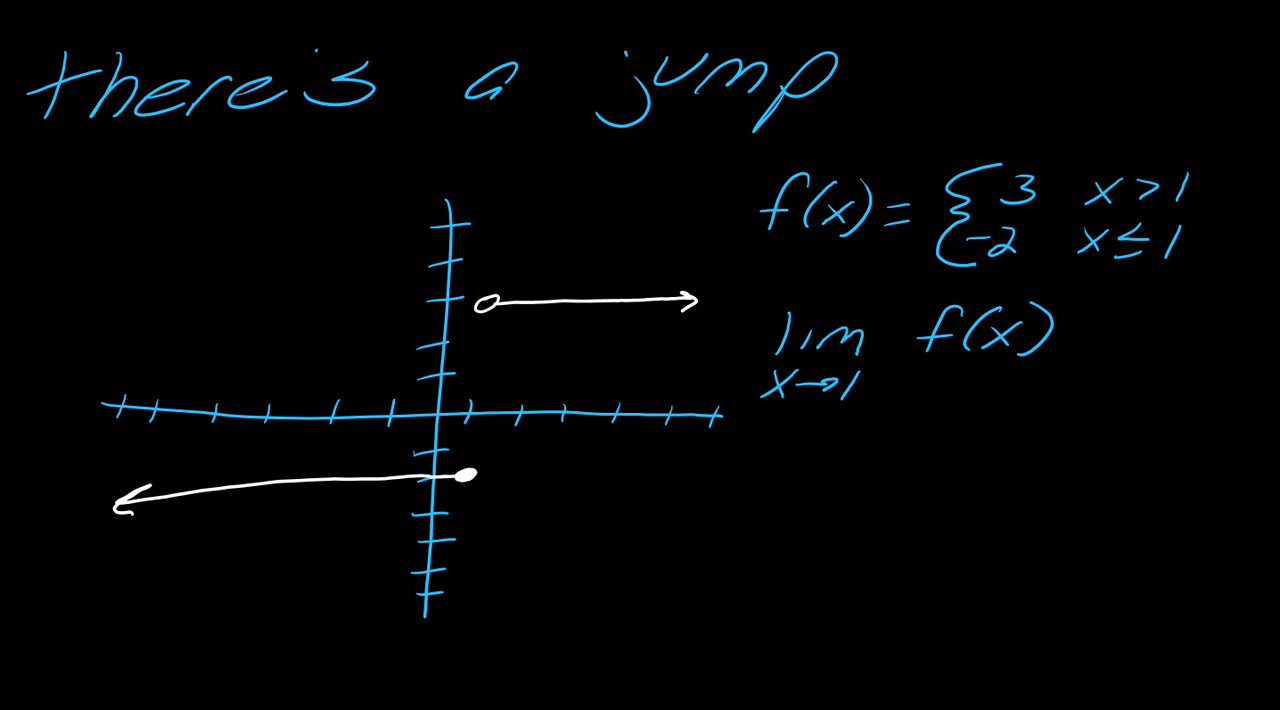 there's a jump
f(x) = { 3 x > 1
-2 x ≤ 1
lim f(x)
x→1